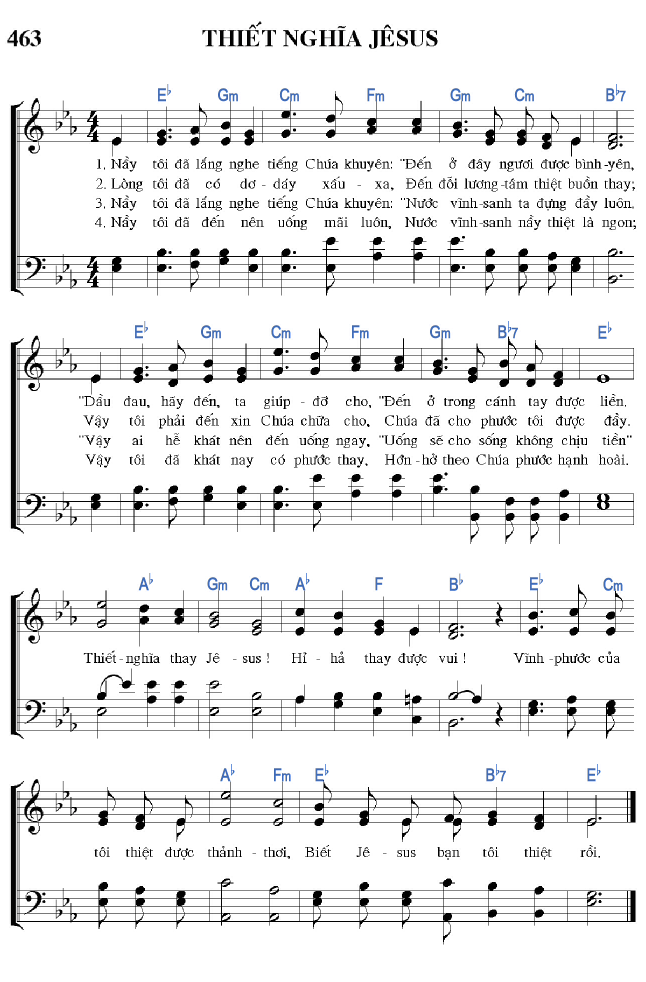 463 THIẾT NGHĨA JÊSUS
E♭ Gm Cm Fm Gm Cm B♭7
1. Nầy tôi đã lắng nghe tiếng Chúa khuyên: "Đến ở đây ngươi được bình-yên,
2. Lòng tôi đã có dơ-dáy xấu-xa, Đến đỗi lương-tâm thiệt buồn thay;
3. Nầy tôi đã lắng nghe tiếng Chúa khuyên: "Nước vĩnh-sanh ta đựng đầy luôn,
4. Nầy tôi đã đến nên uống mãi luôn, Nước vĩnh-sanh nầy thiệt là ngon;
E♭ Gm Cm Fm Gm B♭7 E♭
"Dầu đau, hãy đến, ta giúp-đỡ cho, "Đến ở trong cánh tay được liền.
Vậy tôi phải đến xin Chúa chữa cho, Chúa đã cho phước tôi được đầy.
"Vậy ai hễ khát nên đến uống ngay, "Uống sẽ cho sống không chịu tiền"
Vậy tôi đã khát nay có phước thay, Hớn-hở theo Chúa phước hạnh hoài.
A♭ Gm Cm A♭ F B♭ E♭ Cm
Thiết-nghĩa thay Jê-sus! Hỉ-hả thay được vui! Vĩnh-phước của
A♭ Fm E♭ B♭7 E♭
tôi thiệt được thảnh-thơi, Biết Jê-sus bạn tôi thiệt rồi.